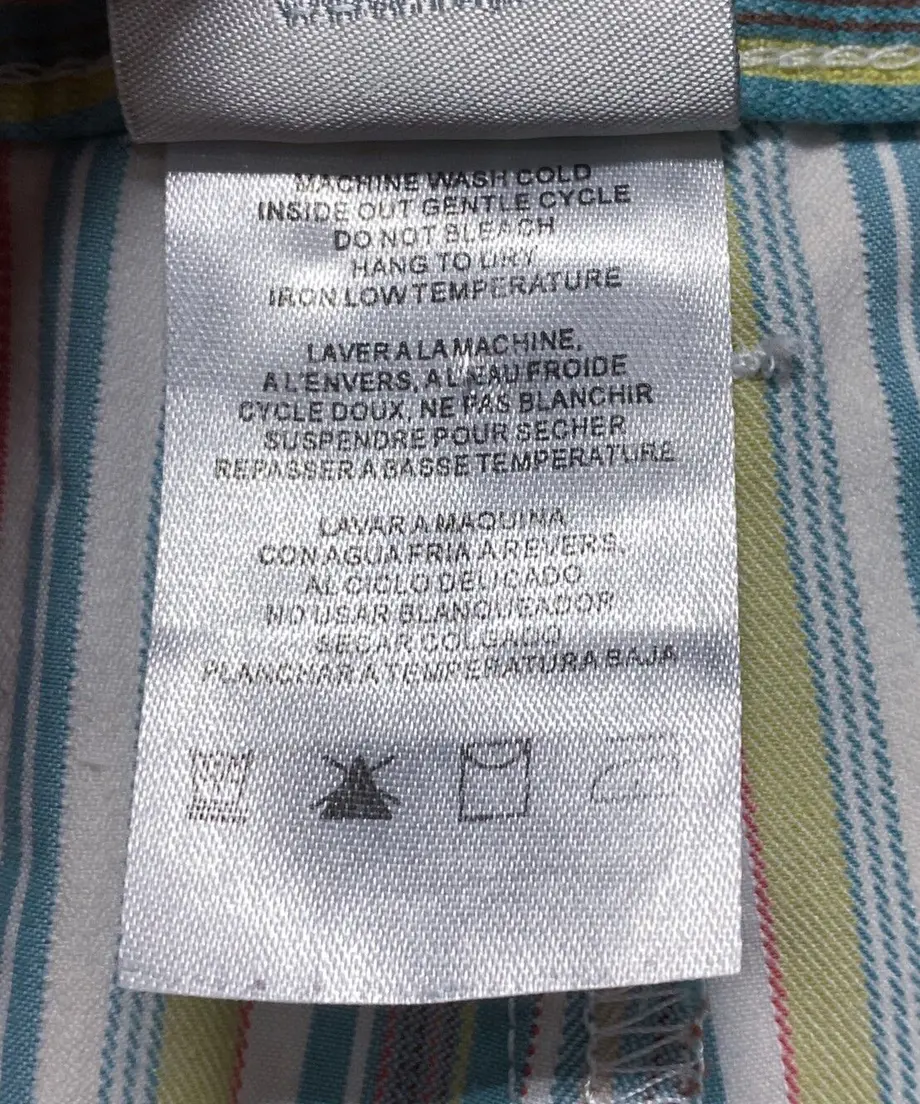 MACHINE WASH COLD
INSIDE OUT GENTLE CYCLE
DO NOT BLEACH
HANG TO DRY
IRON LOW TEMPERATURE
LAVER A LA MACHINE,
A L'ENVERS, A L'EAU FROIDE
CYCLE DOUX, NE PAS BLANCHIR
SUSPENDRE POUR SECHER
REPASSER A BASSE TEMPERATURE
LAVAR A MAQUINA
CON AGUA FRIA A REVERS,
AL CICLO DELICADO
NO USAR BLANQUEADOR
SECAR COLGADO
PLANCHAR A TEMPERATURA BAJA